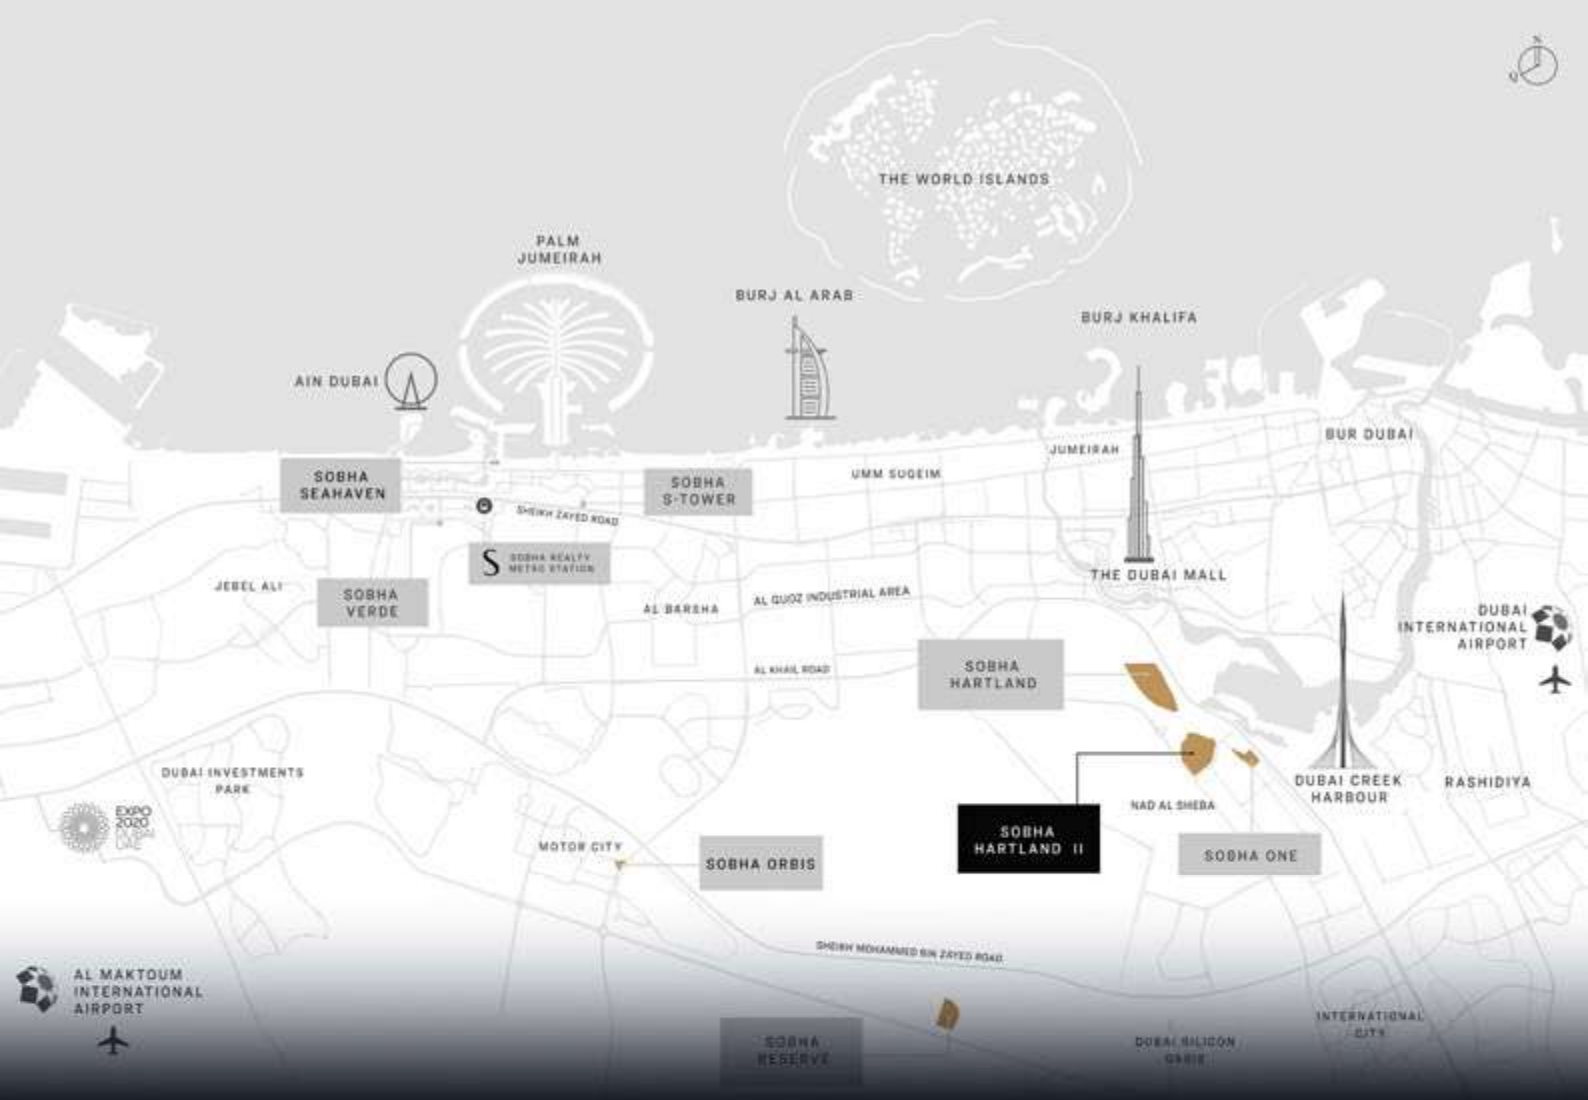 N
Q
THE WORLD ISLANDS
PALM
JUMEIRAH
BURJ AL ARAB
BURJ KHALIFA
AIN DUBAI
BUR DUBAI
JUMEIRAH
SOBHA
SEAHAVEN
SOBHA
S-TOWER
UMM SUQEIM
SHEIKH ZAYED ROAD
S
SOBHA REALTY
METRO STATION
THE DUBAI MALL
JEBEL ALI
SOBHA
VERDE
AL BARSHA
AL QUOZ INDUSTRIAL AREA
DUBAI
INTERNATIONAL
AIRPORT
SOBHA
HARTLAND
AL KHAIL ROAD
DUBAI INVESTMENTS
PARK
DUBAI CREEK
HARBOUR
RASHIDIYA
NAD AL SHEBA
EXPO
2020
DUBAI
UAE
SOBHA
HARTLAND II
MOTOR CITY
SOBHA ORBIS
SOBHA ONE
SHEIKH MOHAMMED BIN ZAYED ROAD
AL MAKTOUM
INTERNATIONAL
AIRPORT
INTERNATIONAL
CITY
SOBHA
RESERVE
DUBAI SILICON
OASIS